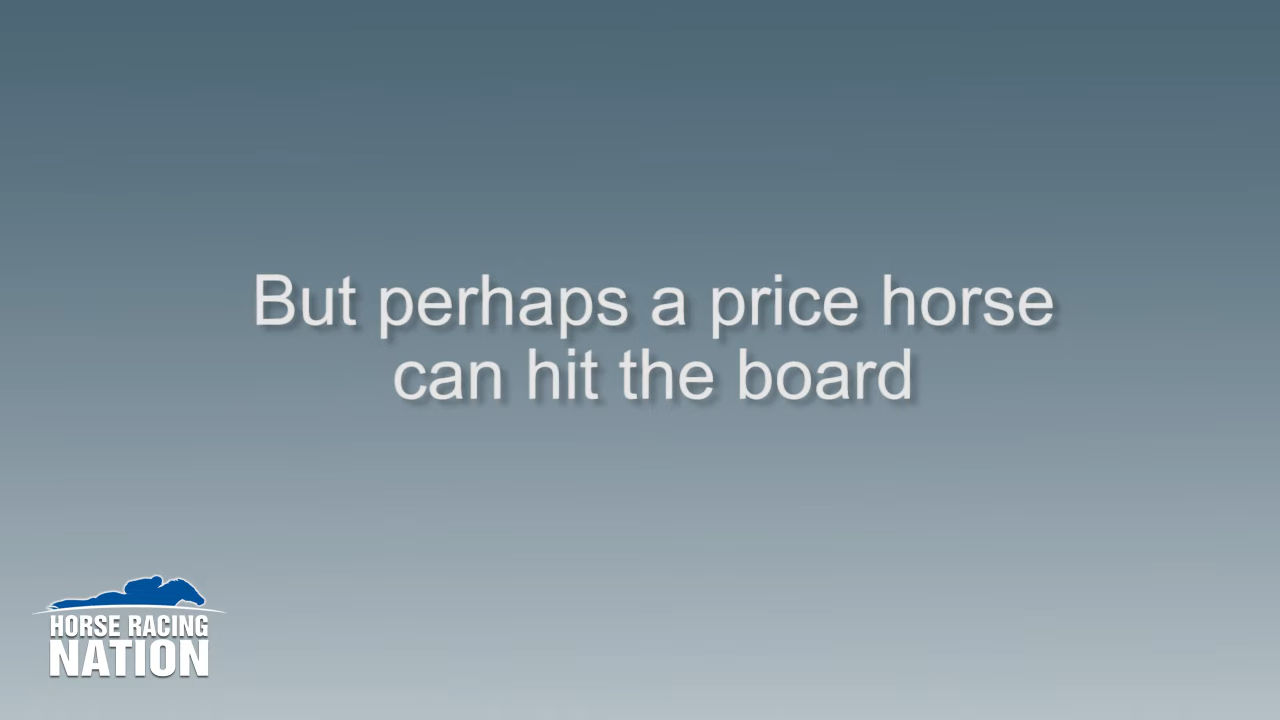 But perhaps a price horse
can hit the board
HORSE RACING
NATION